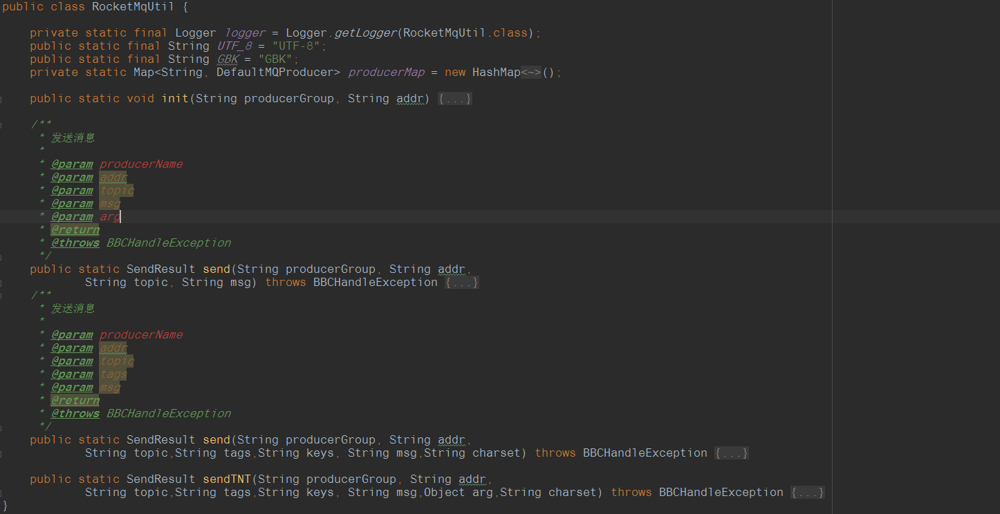 public class RocketMqUtil {
private static final Logger logger = Logger.getLogger(RocketMqUtil.class);
public static final String UTF_8 = "UTF-8";
public static final String GBK = "GBK";
private static Map<String, DefaultMQProducer> producerMap = new HashMap<~>();
public static void init(String producerGroup, String addr) {...}
/**
* 发送消息
*
* @param producerName
* @param addr
* @param topic
* @param msg
* @param arg
* @return
* @throws BBCHandleException
*/
public static SendResult send(String producerGroup, String addr,
String topic, String msg) throws BBCHandleException {...}
/**
* 发送消息
*
* @param producerName
* @param addr
* @param topic
* @param tags
* @param msg
* @return
* @throws BBCHandleException
*/
public static SendResult send(String producerGroup, String addr,
String topic,String tags,String keys, String msg,String charset) throws BBCHandleException {...}
public static SendResult sendTNT(String producerGroup, String addr,
String topic,String tags,String keys, String msg,Object arg,String charset) throws BBCHandleException {...}
}